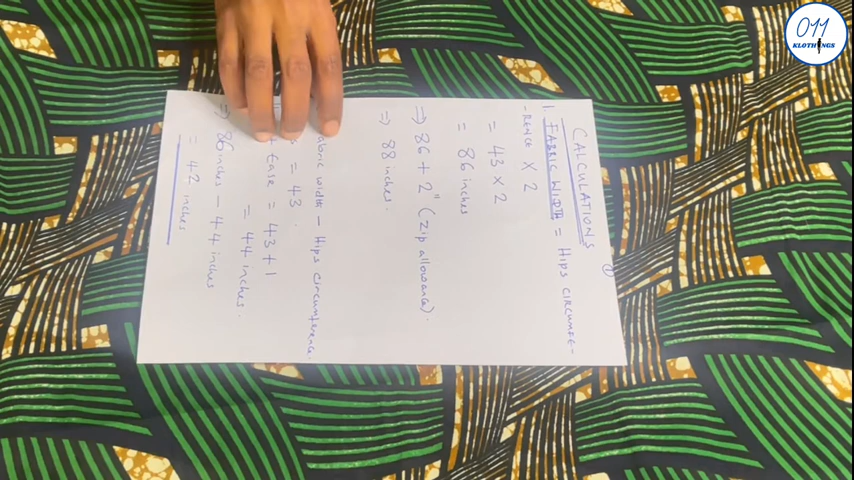 CALCULATIONS
①
1. FABRIC WIDTH = Hips circumfe-
-rence X 2
= 43 X 2
= 86 inches
⇒ 86 + 2" (zip allowance).
⇒ 88 inches.
abric width - Hips circumference.
= 43.
+ Ease = 43 + 1
= 44 inches.
⇒ 86 inches - 44 inches
= 42 inches
011
KLOTHINGS